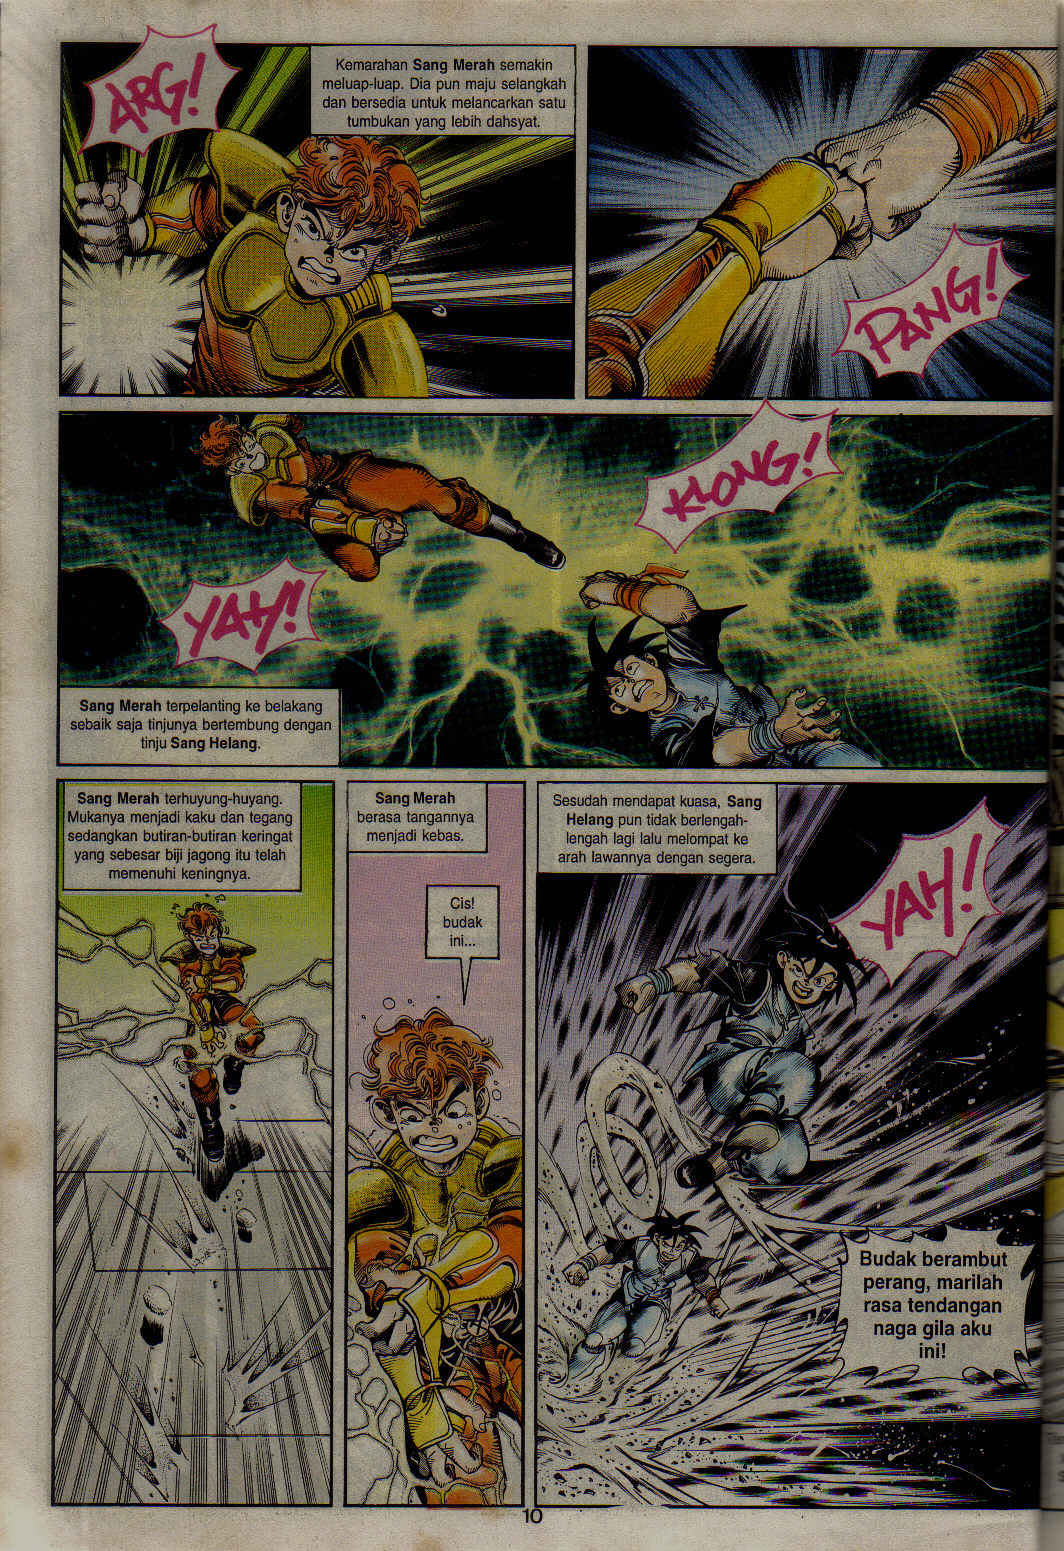 ARG!
Kemarahan Sang Merah semakin
meluap-luap. Dia pun maju selangkah
dan bersedia untuk melancarkan satu
tumbukan yang lebih dahsyat.
PANG!
KLONG!
YAH!!
Sang Merah terpelanting ke belakang
sebaik saja tinjunya bertembung dengan
tinju Sang Helang.
Sang Merah terhuyung-huyang.
Mukanya menjadi kaku dan tegang
sedangkan butiran-butiran keringat
yang sebesar biji jagong itu telah
memenuhi keningnya.
Sang Merah
berasa tangannya
menjadi kebas.
Cis!
budak
ini...
Sesudah mendapat kuasa, Sang
Helang pun tidak berlengah-
lengah lagi lalu melompat ke
arah lawannya dengan segera.
YAH!
Budak berambut
perang, marilah
rasa tendangan
naga gila aku
ini!
10